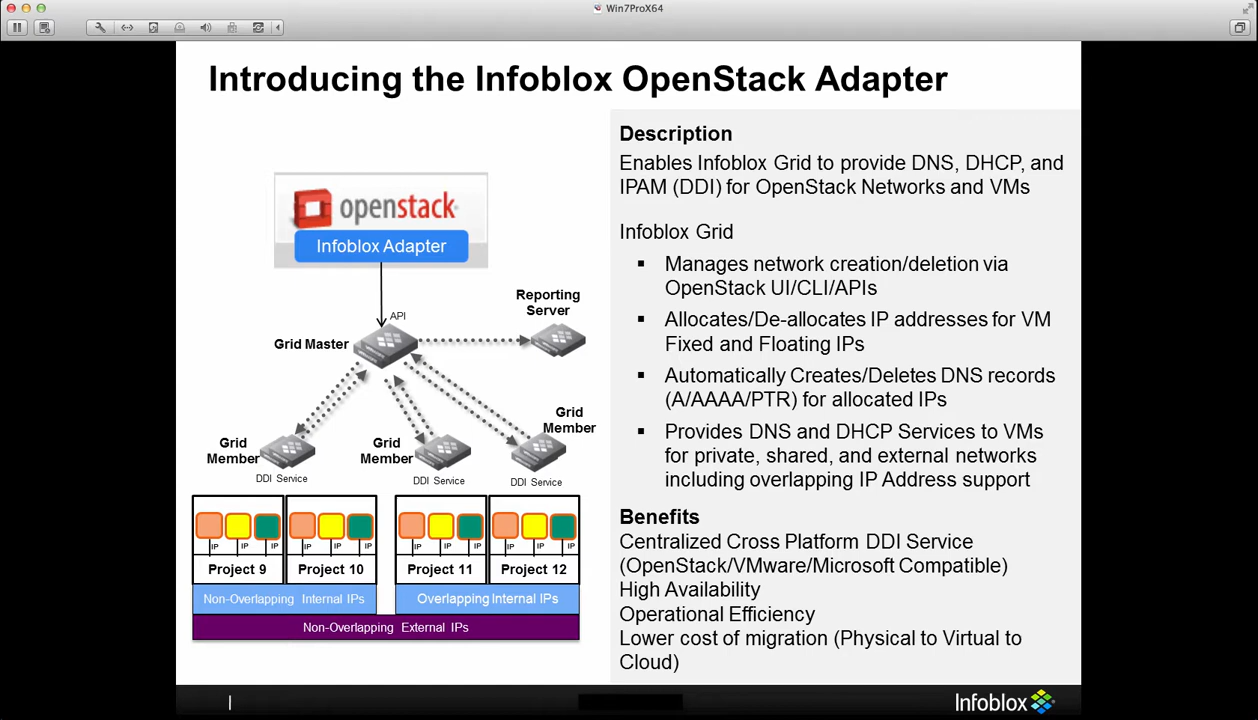 Win7ProX64
Introducing the Infoblox OpenStack Adapter
openstack
Infoblox Adapter
API
Reporting
Server
Grid Master
Grid
Member
Grid
Member
Grid
Member
DDI Service
DDI Service
DDI Service
IP IP IP IP IP IP IP IP IP IP IP IP
Project 9 Project 10 Project 11 Project 12
Non-Overlapping Internal IPs
Overlapping Internal IPs
Non-Overlapping External IPs
Description
Enables Infoblox Grid to provide DNS, DHCP, and
IPAM (DDI) for OpenStack Networks and VMs
Infoblox Grid
▪ Manages network creation/deletion via
OpenStack UI/CLI/APIs
▪ Allocates/De-allocates IP addresses for VM
Fixed and Floating IPs
▪ Automatically Creates/Deletes DNS records
(A/AAAA/PTR) for allocated IPs
▪ Provides DNS and DHCP Services to VMs
for private, shared, and external networks
including overlapping IP Address support
Benefits
Centralized Cross Platform DDI Service
(OpenStack/VMware/Microsoft Compatible)
High Availability
Operational Efficiency
Lower cost of migration (Physical to Virtual to
Cloud)
|
Infoblox